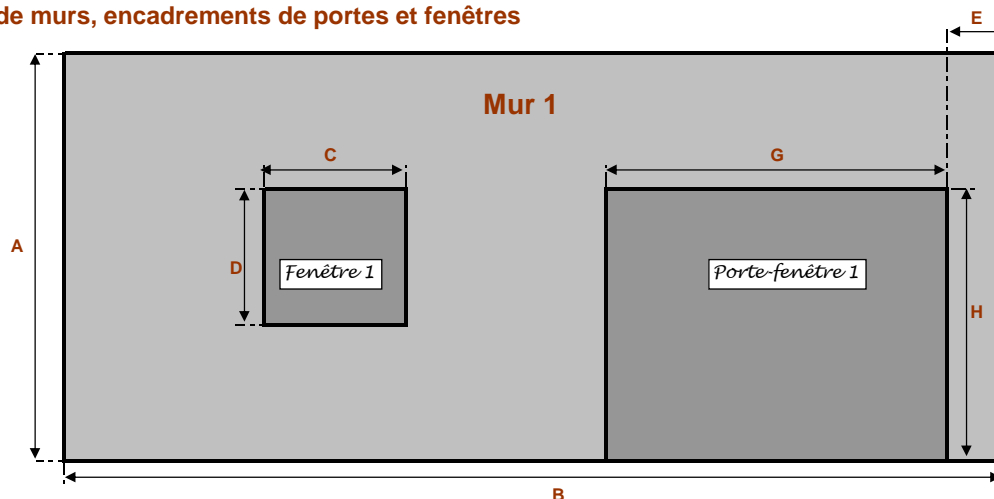 de murs, encadrements de portes et fenêtres
E
Mur 1
C
G
A
D
Fenêtre 1
Porte-fenêtre 1
H
B